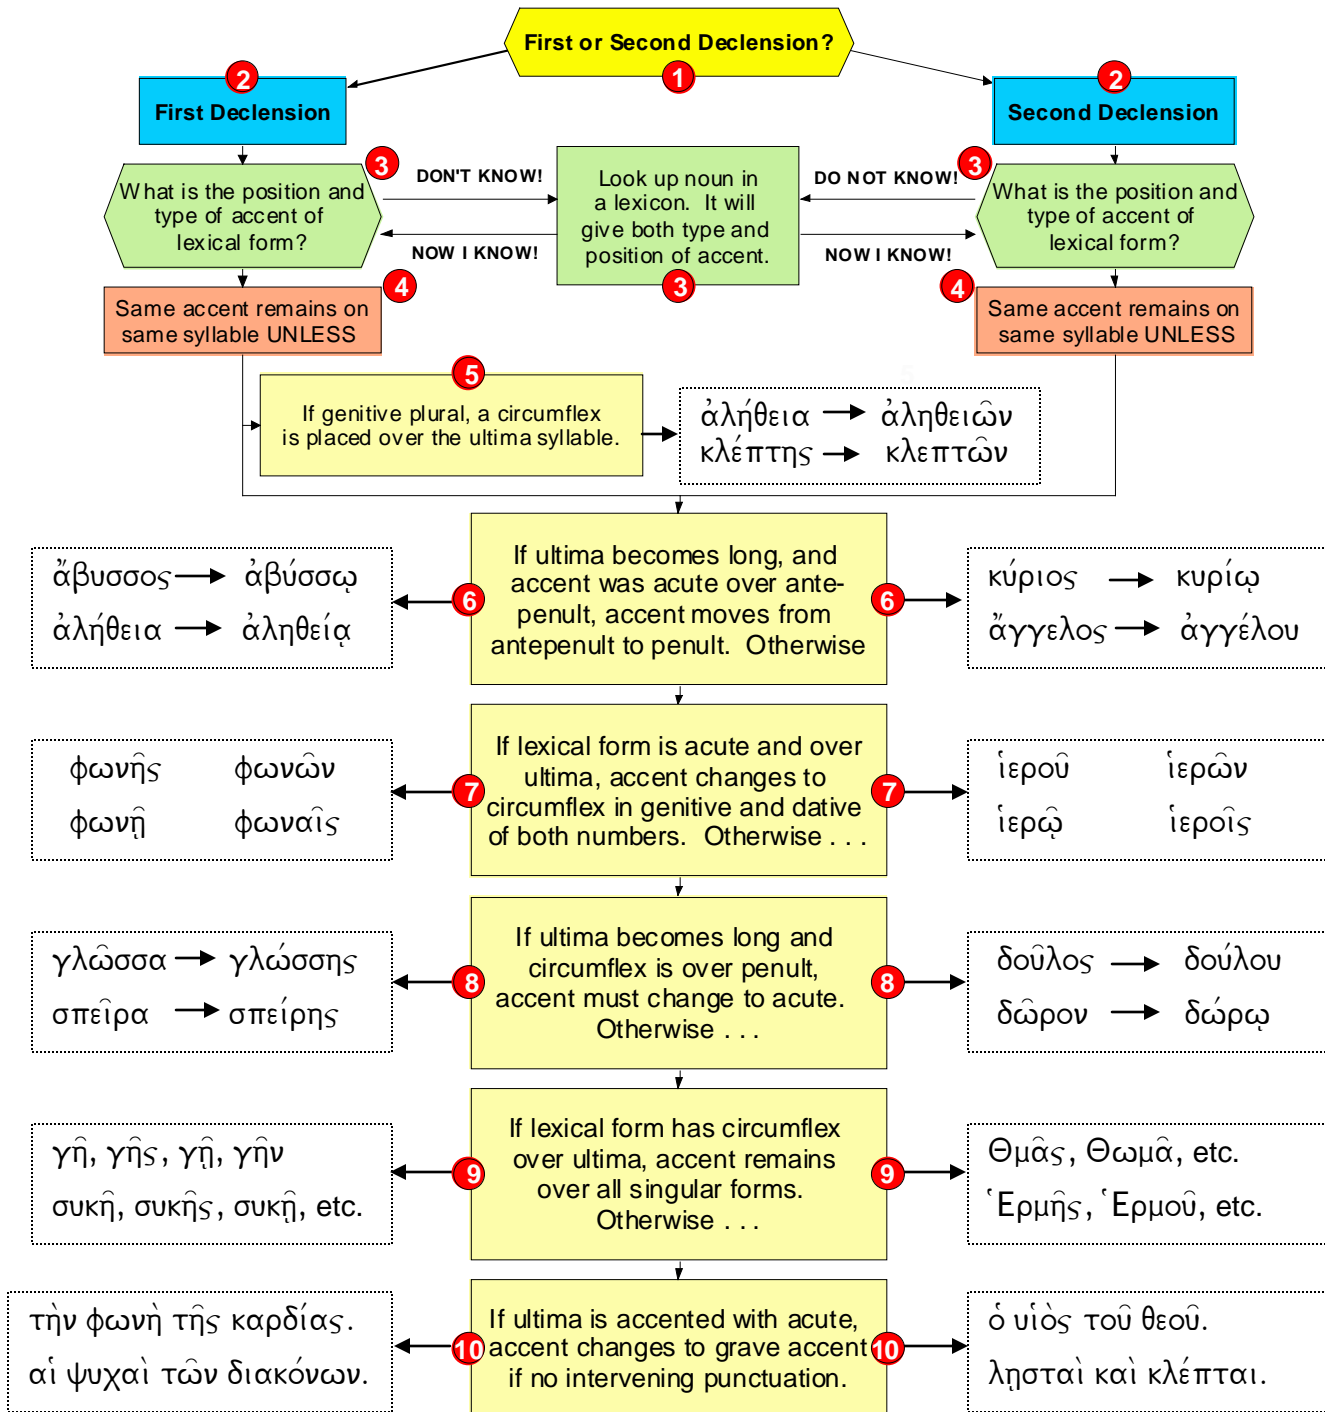 First or Second Declension?
1
2
First Declension
2
Second Declension
3
What is the position and
type of accent of
lexical form?
DON'T KNOW!
NOW I KNOW!
Look up noun in
a lexicon. It will
give both type and
position of accent.
3
DO NOT KNOW!
NOW I KNOW!
3
What is the position and
type of accent of
lexical form?
4
Same accent remains on
same syllable UNLESS
4
Same accent remains on
same syllable UNLESS
5
If genitive plural, a circumflex
is placed over the ultima syllable.
ἀλήθεια ἀληθειῶν
κλέπτης κλεπτῶν
ἄβυσσος ἀβύσσῳ
ἀλήθεια ἀληθείᾳ
6
If ultima becomes long, and
accent was acute over ante-
penult, accent moves from
antepenult to penult. Otherwise
6
κύριος κυρίῳ
ἄγγελος ἀγγέλου
φωνῆς φωνῶν
φωνῇ φωναῖς
7
If lexical form is acute and over
ultima, accent changes to
circumflex in genitive and dative
of both numbers. Otherwise . . .
7
ἱεροῦ ἱερῶν
ἱερῷ ἱεροῖς
γλῶσσα γλώσσης
σπεῖρα σπείρης
8
If ultima becomes long and
circumflex is over penult,
accent must change to acute.
Otherwise . . .
8
δοῦλος δούλου
δῶρον δώρῳ
γῆ, γῆς, γῇ, γῆν
συκῆ, συκῆς, συκῇ, etc.
9
If lexical form has circumflex
over ultima, accent remains
over all singular forms.
Otherwise . . .
9
Θμᾶς, Θωμᾶ, etc.
Ἑρμῆς, Ἑρμοῦ, etc.
τὴν φωνὴ τῆς καρδίας.
αἱ ψυχαὶ τῶν διακόνων.
10
If ultima is accented with acute,
accent changes to grave accent
if no intervening punctuation.
10
ὁ υἱὸς τοῦ θεοῦ.
λῃσταὶ καὶ κλέπται.